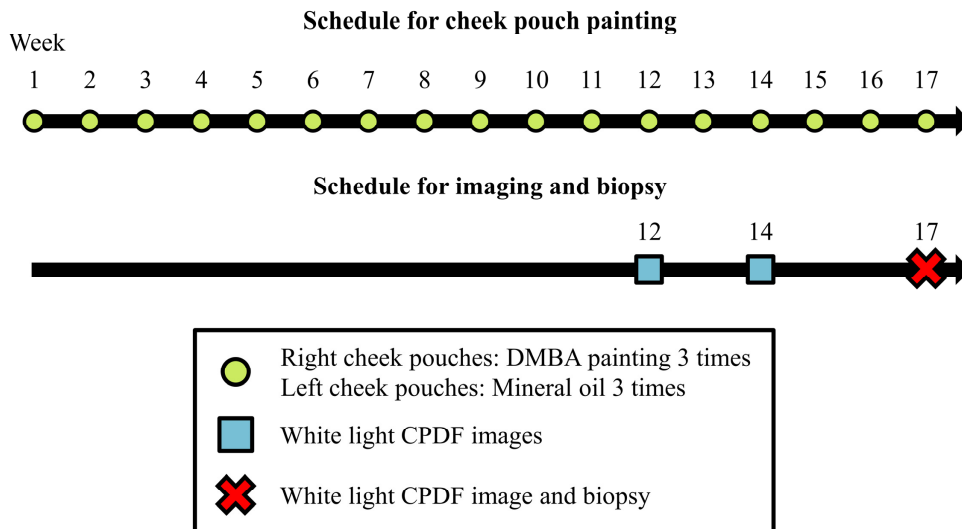 Schedule for cheek pouch painting
Week
1 2 3 4 5 6 7 8 9 10 11 12 13 14 15 16 17
Schedule for imaging and biopsy
12 14 17
Right cheek pouches: DMBA painting 3 times
Left cheek pouches: Mineral oil 3 times
White light CPDF images
White light CPDF image and biopsy